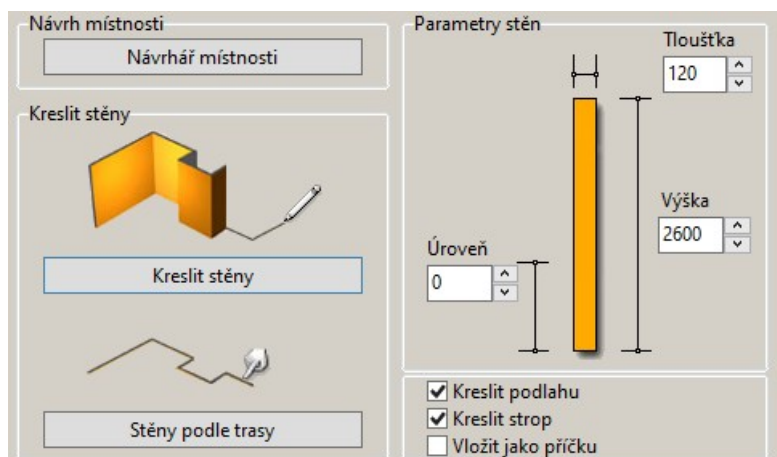 Návrh místnosti
Návrhář místnosti
Kreslit stěny
Kreslit stěny
Stěny podle trasy
Parametry stěn
Tloušťka
120
Výška
2600
Úroveň
0
Kreslit podlahu
Kreslit strop
Vložit jako příčku